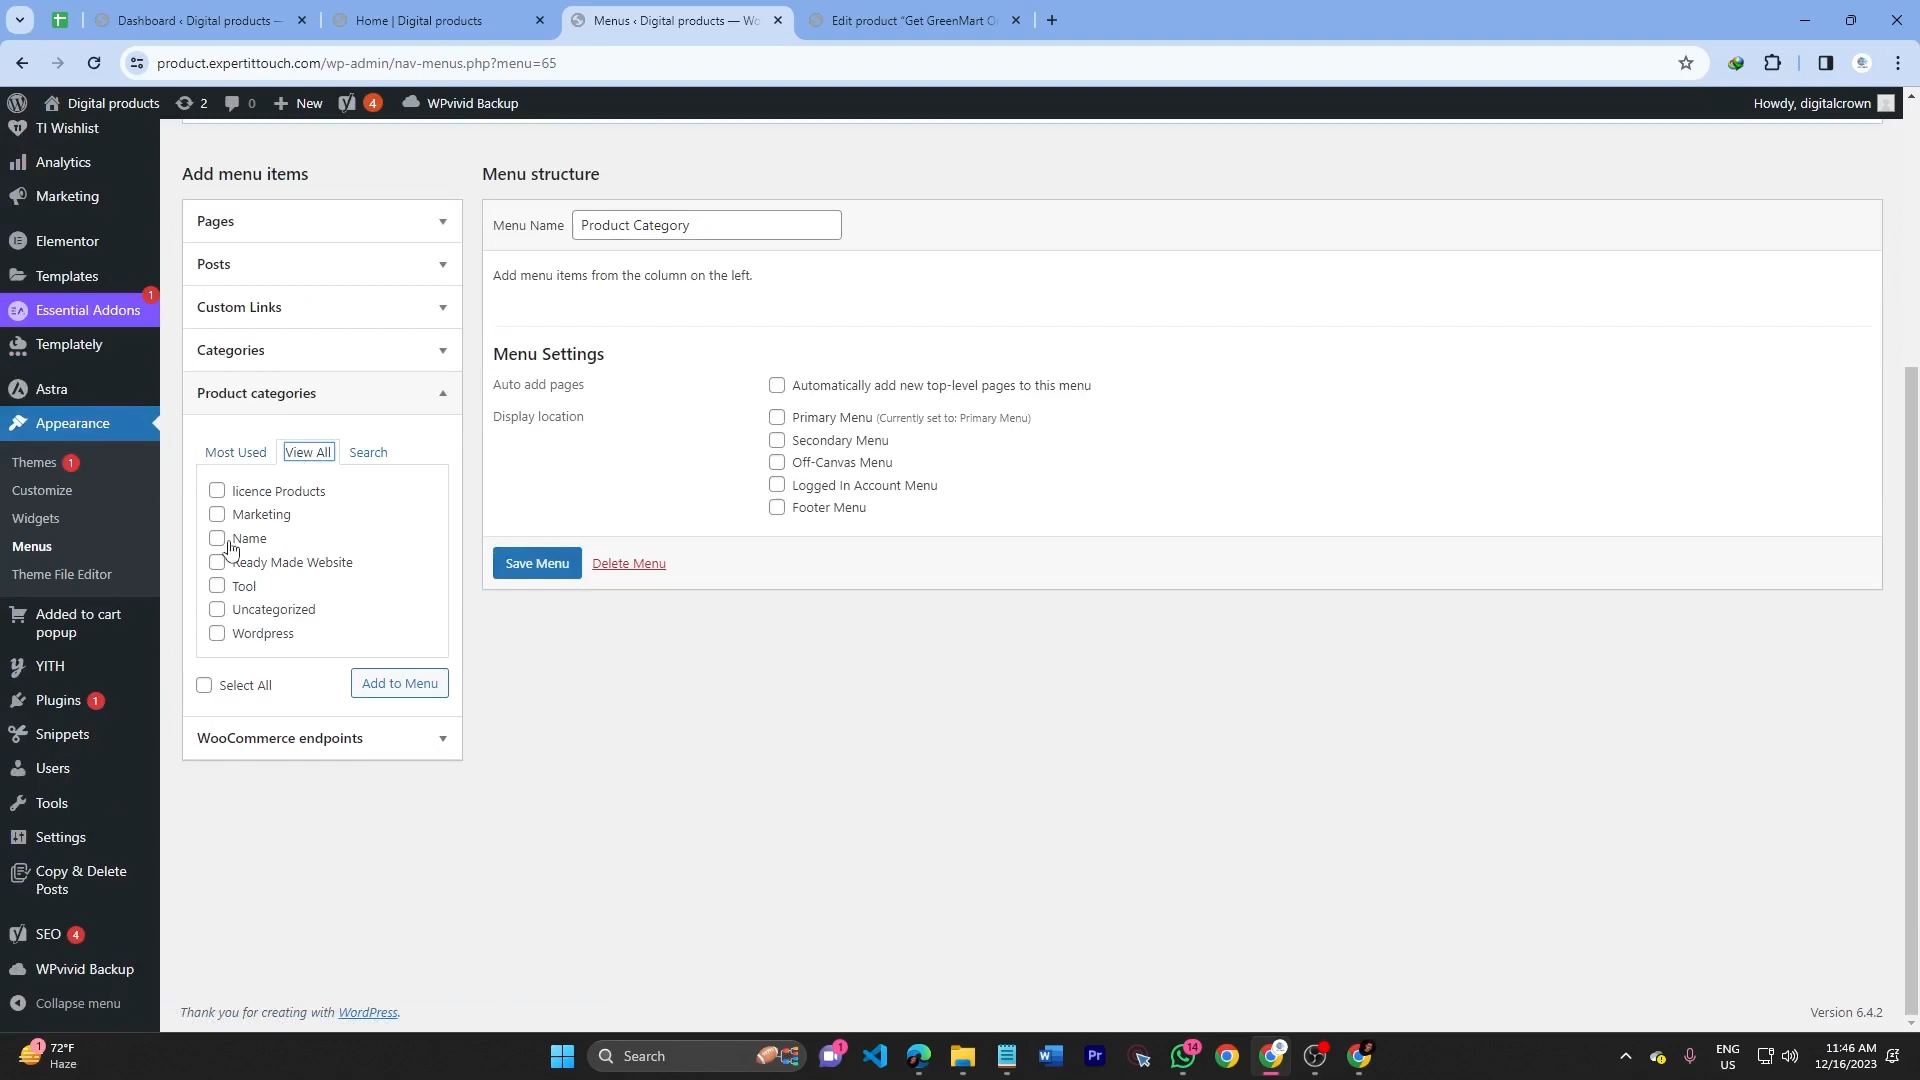 Dashboard ‹ Digital products —
Home | Digital products
Menus ‹ Digital products — Wo
Edit product “Get GreenMart O
product.expertittouch.com/wp-admin/nav-menus.php?menu=65
Digital products
2
0
New
4
WPvivid Backup
Howdy, digitalcrown
TI Wishlist
Analytics
Marketing
Elementor
Templates
Essential Addons
1
Templately
Astra
Appearance
Themes 1
Customize
Widgets
Menus
Theme File Editor
Added to cart
popup
YITH
Plugins 1
Snippets
Users
Tools
Settings
Copy & Delete
Posts
SEO 4
WPvivid Backup
Collapse menu
Add menu items
Pages
Posts
Custom Links
Categories
Product categories
Most Used
View All
Search
licence Products
Marketing
Name
Ready Made Website
Tool
Uncategorized
Wordpress
Select All
Add to Menu
WooCommerce endpoints
Menu structure
Menu Name
Product Category
Add menu items from the column on the left.
Menu Settings
Auto add pages
Automatically add new top-level pages to this menu
Display location
Primary Menu (Currently set to: Primary Menu)
Secondary Menu
Off-Canvas Menu
Logged In Account Menu
Footer Menu
Save Menu
Delete Menu
Thank you for creating with WordPress.
Version 6.4.2
1
72°F
Haze
Search
1
Pr
14
ENG
US
11:46 AM
12/16/2023